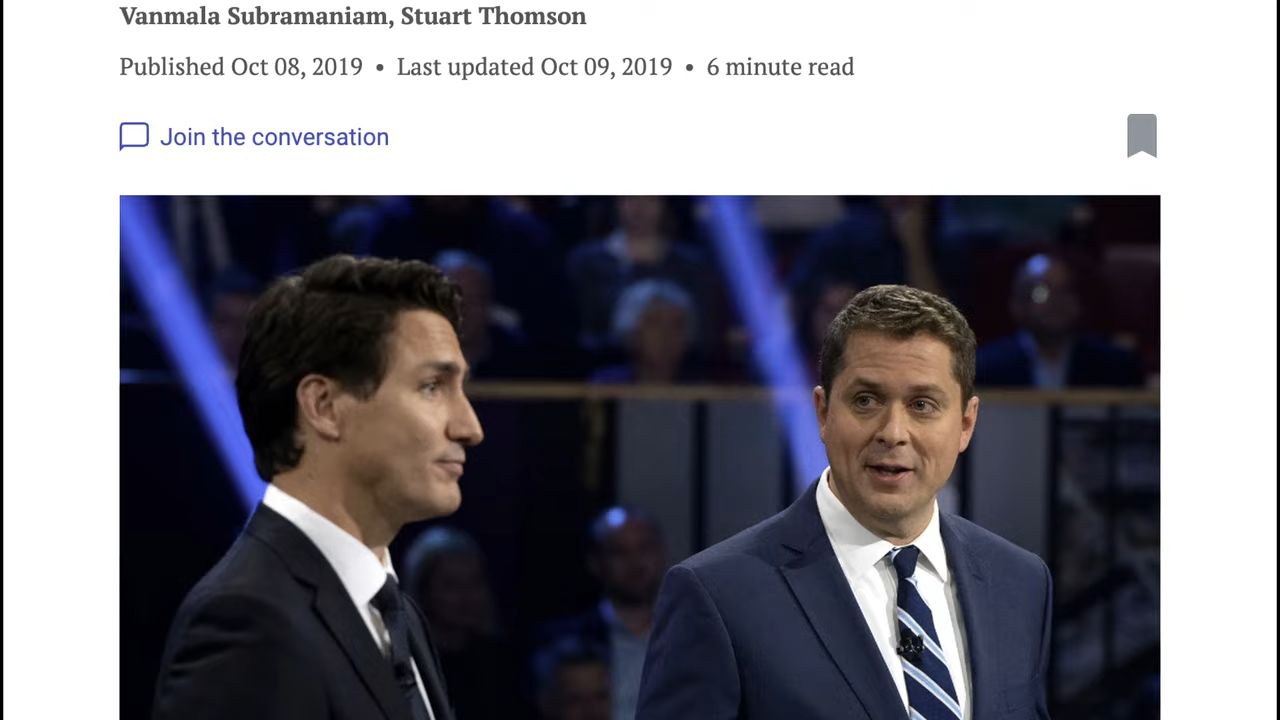 Vanmala Subramaniam, Stuart Thomson
Published Oct 08, 2019 • Last updated Oct 09, 2019 • 6 minute read
Join the conversation